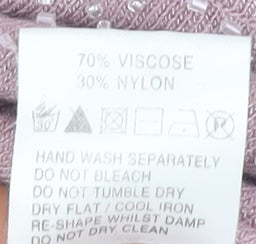 70% VISCOSE
30% NYLON
30°
HAND WASH SEPARATELY
DO NOT BLEACH
DO NOT TUMBLE DRY
DRY FLAT / COOL IRON
RE-SHAPE WHILST DAMP
DO NOT DRY CLEAN